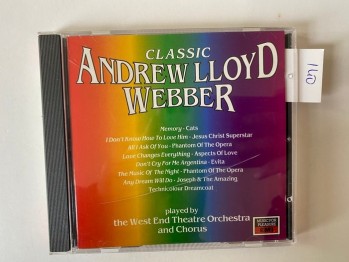 CLASSIC
ANDREW LLOYD
WEBBER
Memory - Cats
I Don't Know How To Love Him - Jesus Christ Superstar
All I Ask Of You - Phantom Of The Opera
Love Changes Everything - Aspects Of Love
Don't Cry For Me Argentina - Evita
The Music Of The Night - Phantom Of The Opera
Any Dream Will Do - Joseph & The Amazing
Technicolour Dreamcoat
played by
the West End Theatre Orchestra
and Chorus
MUSIC FOR
PLEASURE